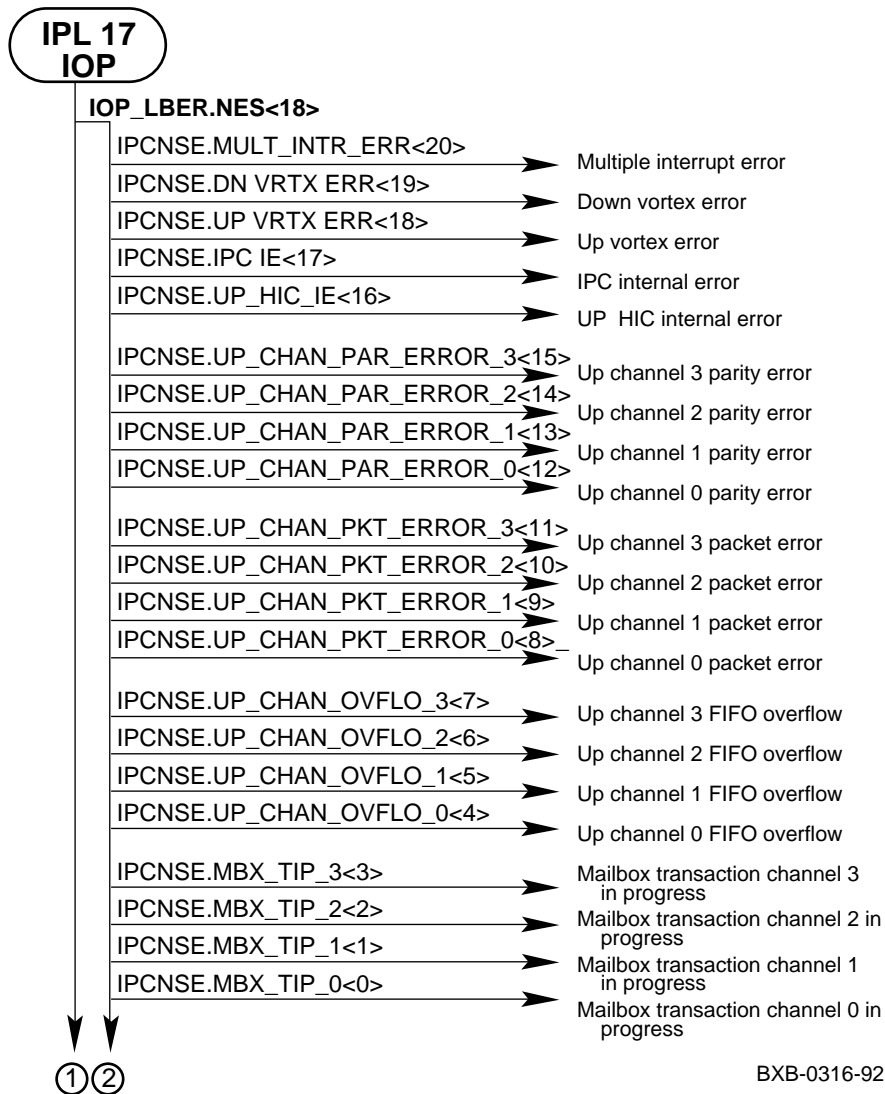 IPL 17
IOP
IOP_LBER.NES<18>
IPCNSE.MULT_INTR_ERR<20>
Multiple interrupt error
IPCNSE.DN VRTX ERR<19>
Down vortex error
IPCNSE.UP VRTX ERR<18>
Up vortex error
IPCNSE.IPC IE<17>
IPC internal error
IPCNSE.UP_HIC_IE<16>
UP HIC internal error
IPCNSE.UP_CHAN_PAR_ERROR_3<15>
Up channel 3 parity error
IPCNSE.UP_CHAN_PAR_ERROR_2<14>
Up channel 2 parity error
IPCNSE.UP_CHAN_PAR_ERROR_1<13>
Up channel 1 parity error
IPCNSE.UP_CHAN_PAR_ERROR_0<12>
Up channel 0 parity error
IPCNSE.UP_CHAN_PKT_ERROR_3<11>
Up channel 3 packet error
IPCNSE.UP_CHAN_PKT_ERROR_2<10>
Up channel 2 packet error
IPCNSE.UP_CHAN_PKT_ERROR_1<9>
Up channel 1 packet error
IPCNSE.UP_CHAN_PKT_ERROR_0<8>_
Up channel 0 packet error
IPCNSE.UP_CHAN_OVFLO_3<7>
Up channel 3 FIFO overflow
IPCNSE.UP_CHAN_OVFLO_2<6>
Up channel 2 FIFO overflow
IPCNSE.UP_CHAN_OVFLO_1<5>
Up channel 1 FIFO overflow
IPCNSE.UP_CHAN_OVFLO_0<4>
Up channel 0 FIFO overflow
IPCNSE.MBX_TIP_3<3>
Mailbox transaction channel 3
in progress
IPCNSE.MBX_TIP_2<2>
Mailbox transaction channel 2 in
progress
IPCNSE.MBX_TIP_1<1>
Mailbox transaction channel 1
in progress
IPCNSE.MBX_TIP_0<0>
Mailbox transaction channel 0 in
progress
1 2
BXB-0316-92